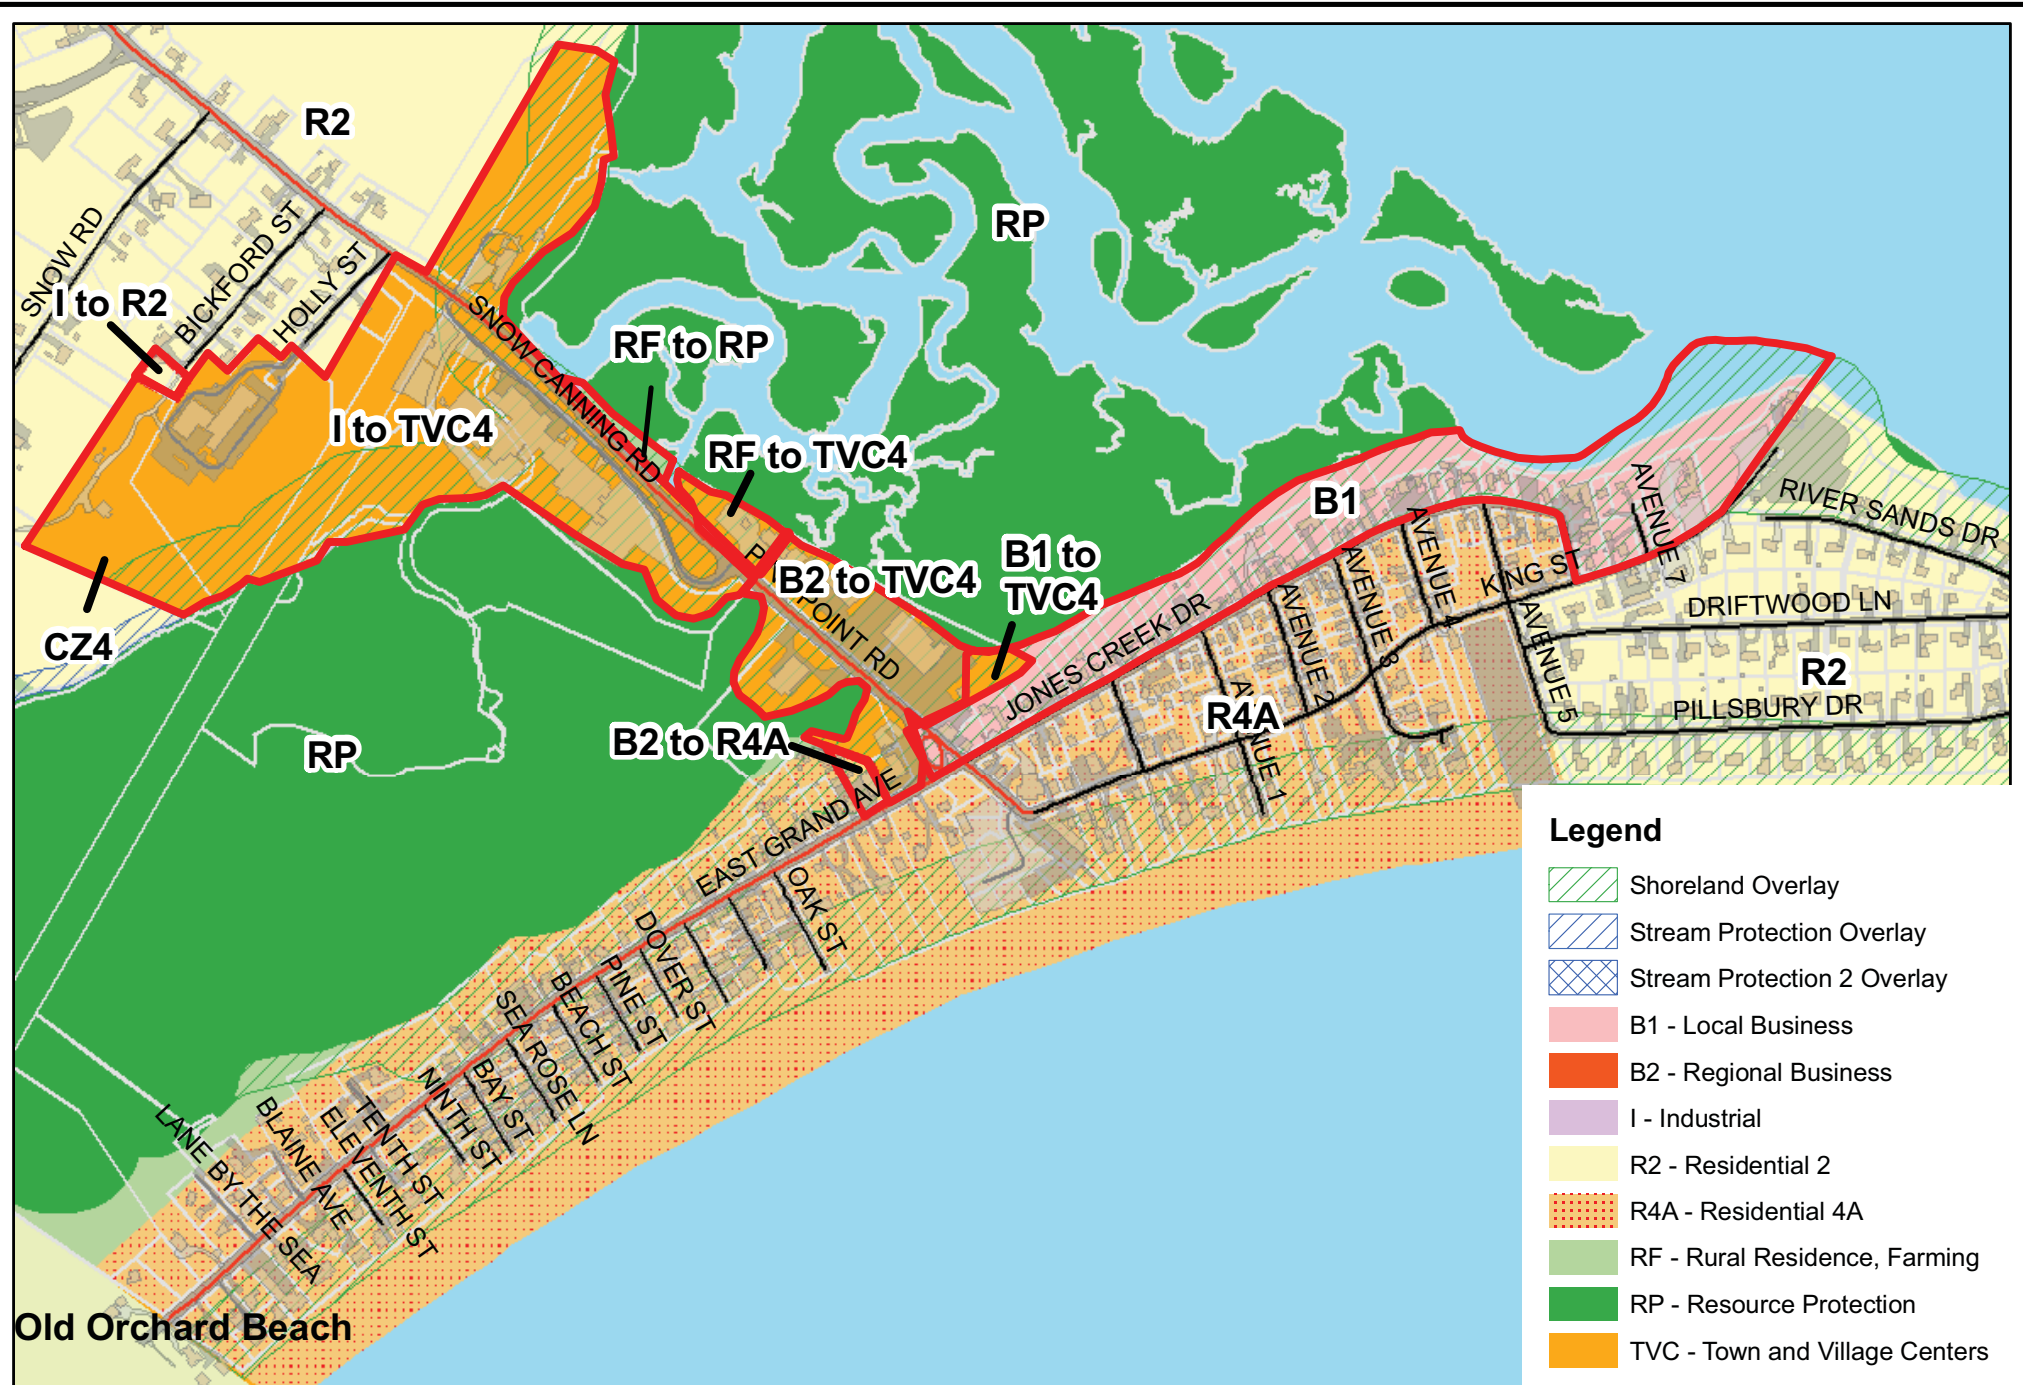 R2
RP
SNOW RD
BICKFORD ST
HOLLY ST
I to R2
SNOW CANNING RD
RF to RP
I to TVC4
RF to TVC4
B1
AVENUE 7
RIVER SANDS DR
B2 to TVC4
B1 to
TVC4
POINT RD
JONES CREEK DR
AVENUE 2
AVENUE 3
AVENUE 4
KING ST
AVENUE 5
DRIFTWOOD LN
R2
PILLSBURY DR
CZ4
RP
B2 to R4A
R4A
AVENUE 1
EAST GRAND AVE
OAK ST
DOVER ST
PINE ST
BEACH ST
SEA ROSE LN
BAY ST
NINTH ST
TENTH ST
ELEVENTH ST
BLAINE AVE
LANE BY THE SEA
Old Orchard Beach
Legend
Shoreland Overlay
Stream Protection Overlay
Stream Protection 2 Overlay
B1 - Local Business
B2 - Regional Business
I - Industrial
R2 - Residential 2
R4A - Residential 4A
RF - Rural Residence, Farming
RP - Resource Protection
TVC - Town and Village Centers